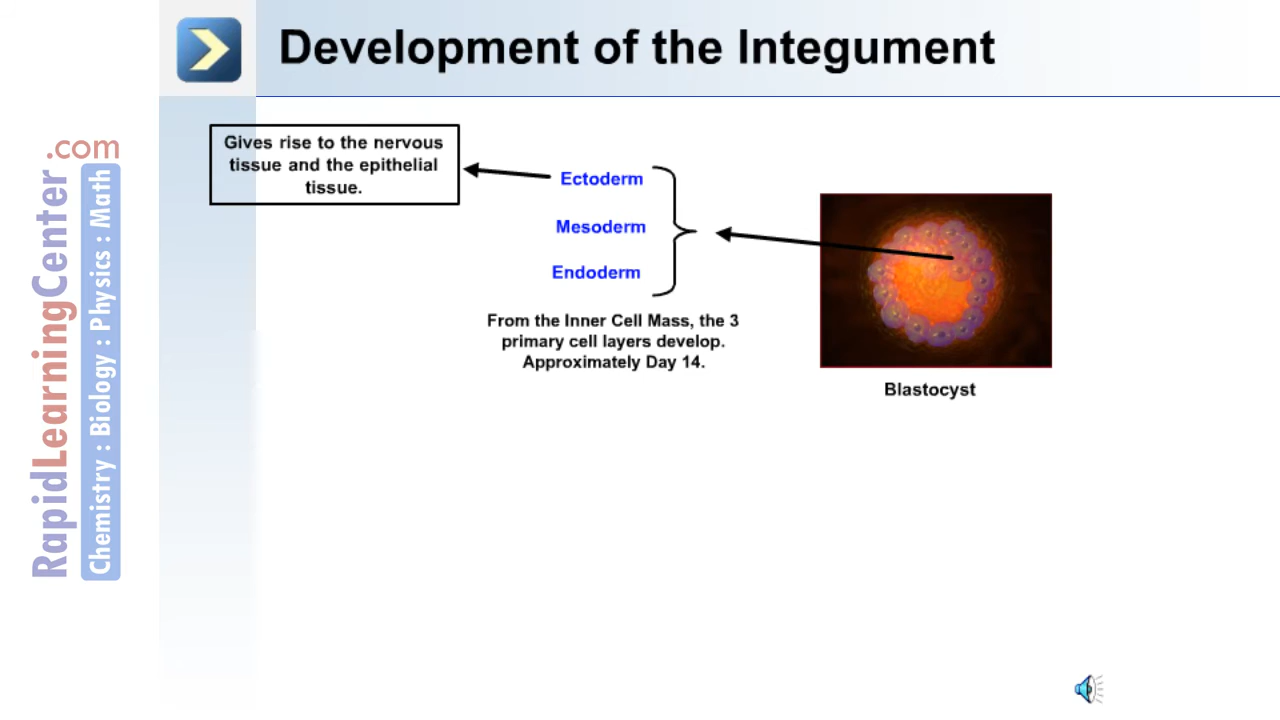 Development of the Integument
Gives rise to the nervous
tissue and the epithelial
tissue.
Ectoderm
Mesoderm
Endoderm
From the Inner Cell Mass, the 3
primary cell layers develop.
Approximately Day 14.
Blastocyst
RapidLearningCenter.com
Chemistry : Biology : Physics : Math